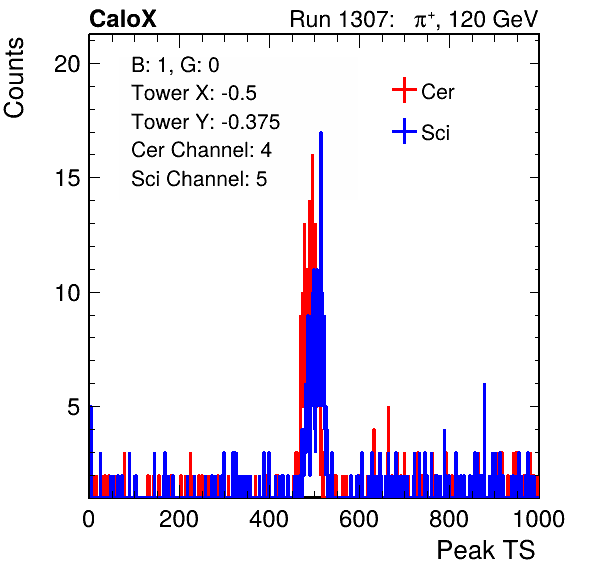 CaloX Run 1307: π⁺, 120 GeV
Counts
B: 1, G: 0
Tower X: -0.5
Tower Y: -0.375
Cer Channel: 4
Sci Channel: 5
Cer
Sci
20
15
10
5
0 200 400 600 800 1000
Peak TS